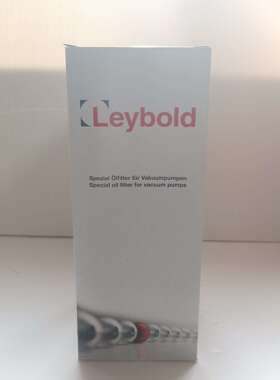 Leybold
Spezial Ölfilter für Vakuumpumpen
Special oil filter for vacuum pumps